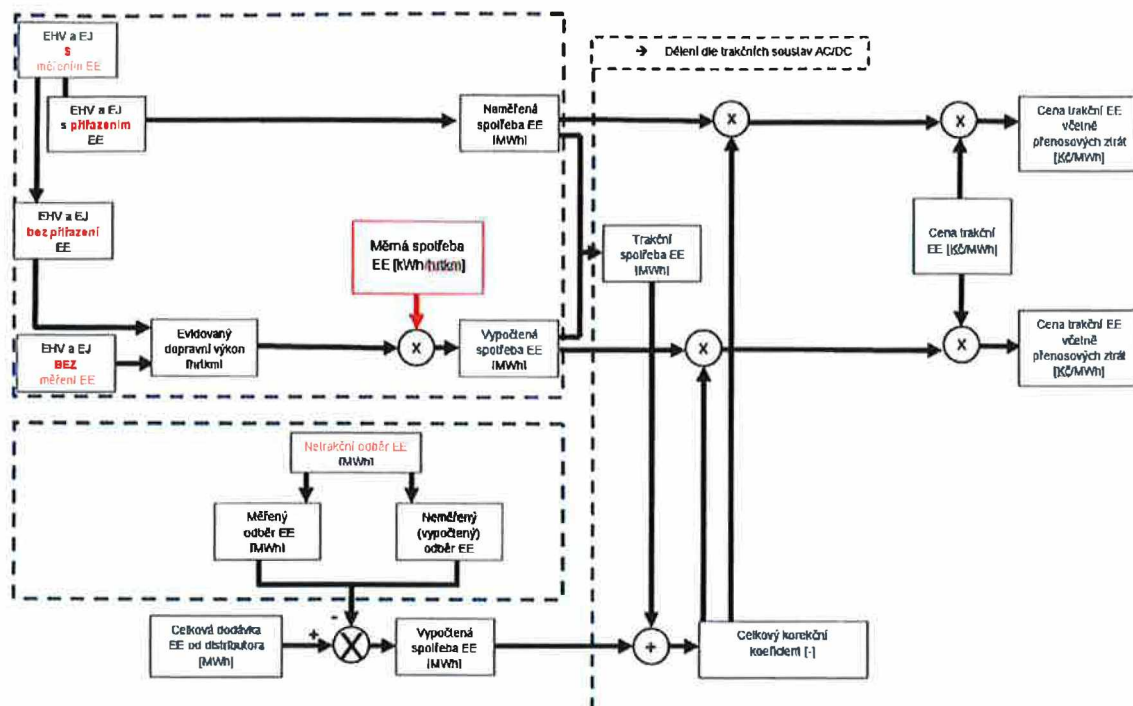 EHV a EJ
S
měřením EE
→ Dělení dle trakčních soustav AC/DC
EHV a EJ
s přiřazením
EE
Naměřená
spotřeba EE
[MWh]
X
X
Cena trakční EE
včetně
přenosových ztrát
[Kč/MWh]
EHV a EJ
bez přiřazení
EE
Měrná spotřeba
EE [kWh/hrtkm]
Trakční
spotřeba EE
[MWh]
Cena trakční
EE [Kč/MWh]
EHV a EJ
BEZ
měření EE
Evidovaný
dopravní výkon
[hrtkm]
X
Vypočtená
spotřeba EE
[MWh]
X
X
Cena trakční EE
včetně
přenosových ztrát
[Kč/MWh]
Netrakční odběr EE
[MWh]
Měřený
odběr EE
[MWh]
Neměřený
(vypočtený)
odběr EE
Celková dodávka
EE od distributora
[MWh]
+
-
X
Vypočtená
spotřeba EE
[MWh]
+
Celkový korekční
koeficient [-]